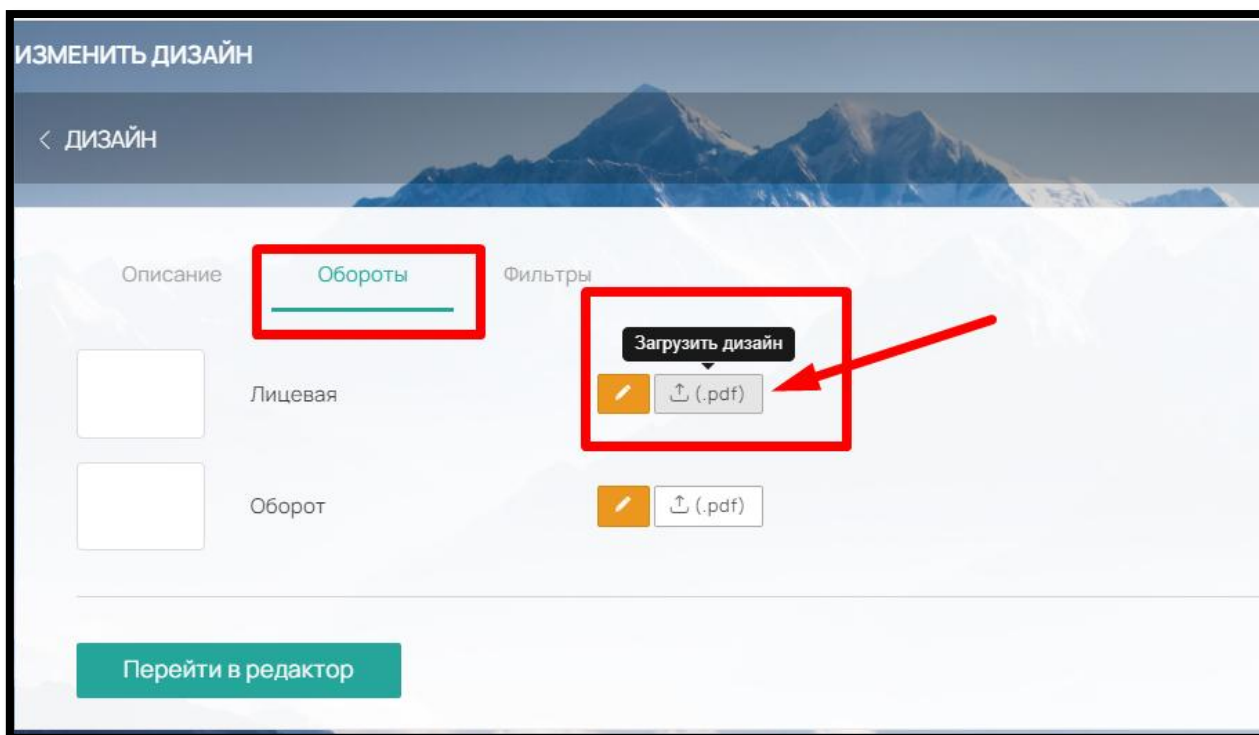 ИЗМЕНИТЬ ДИЗАЙН
< ДИЗАЙН
Описание Обороты Фильтры
Загрузить дизайн
Лицевая (.pdf)
Оборот (.pdf)
Перейти в редактор